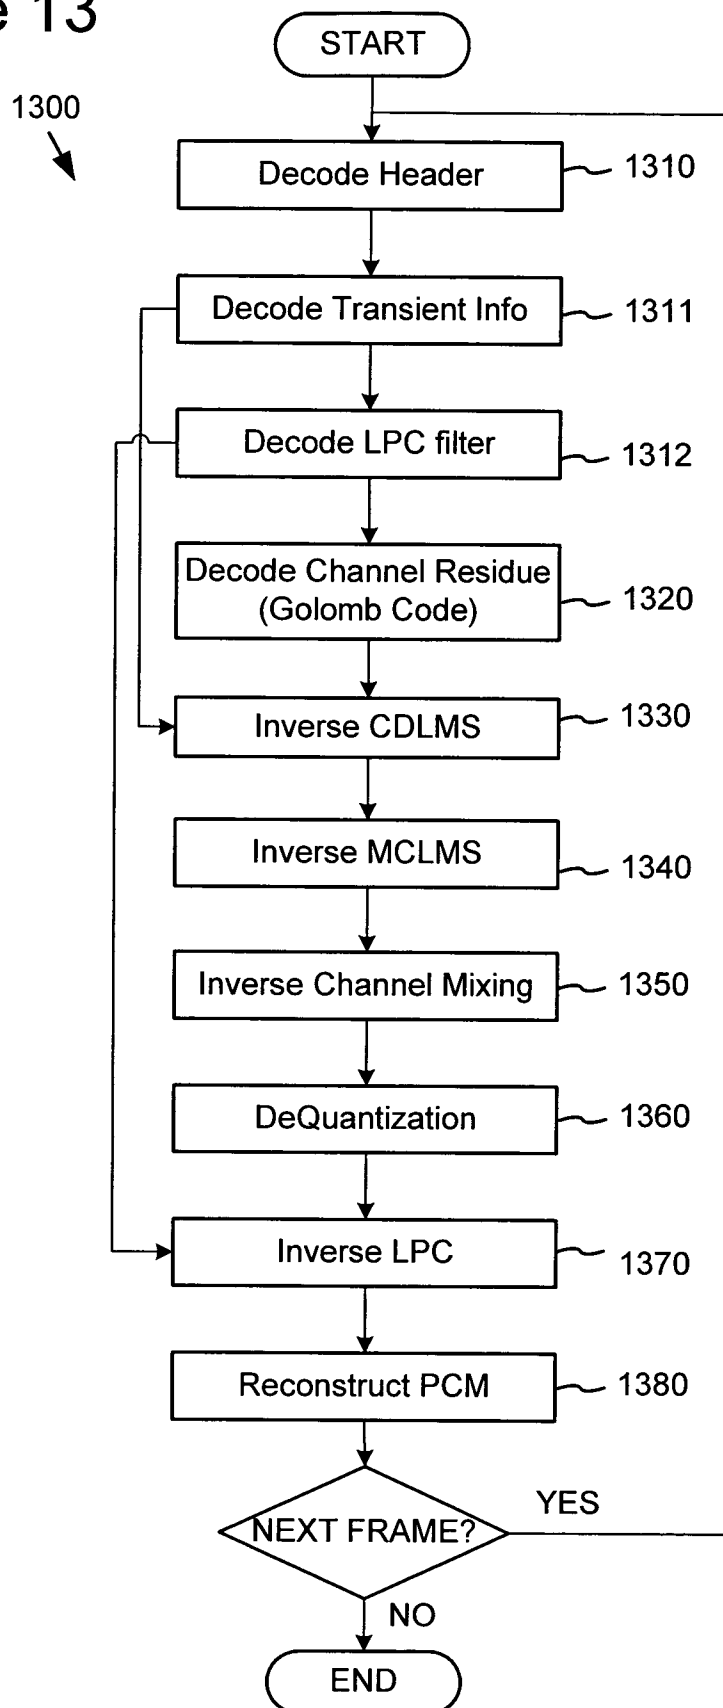 13
START
1300
Decode Header
1310
Decode Transient Info
1311
Decode LPC filter
1312
Decode Channel Residue
(Golomb Code)
1320
Inverse CDLMS
1330
Inverse MCLMS
1340
Inverse Channel Mixing
1350
DeQuantization
1360
Inverse LPC
1370
Reconstruct PCM
1380
NEXT FRAME?
YES
NO
END